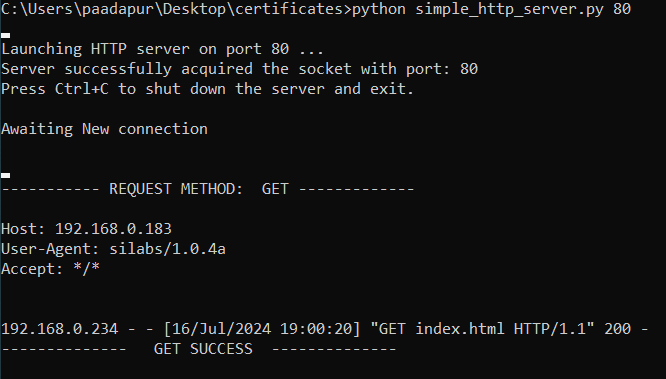 C:\Users\paadapur\Desktop\certificates>python simple_http_server.py 80
Launching HTTP server on port 80 ...
Server successfully acquired the socket with port: 80
Press Ctrl+C to shut down the server and exit.
Awaiting New connection
----------- REQUEST METHOD:  GET -------------
Host: 192.168.0.183
User-Agent: silabs/1.0.4a
Accept: */*
192.168.0.234 - - [16/Jul/2024 19:00:20] "GET index.html HTTP/1.1" 200 -
--------------   GET SUCCESS  --------------